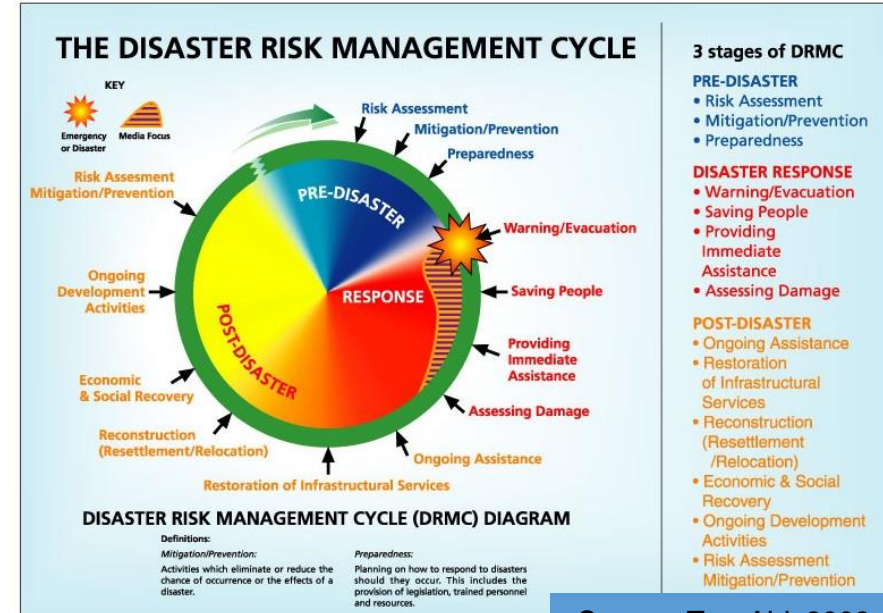 THE DISASTER RISK MANAGEMENT CYCLE
KEY
Emergency
or Disaster
Media Focus
Risk Assessment
Mitigation/Prevention
Preparedness
Warning/Evacuation
Saving People
Providing
Immediate
Assistance
Assessing Damage
Ongoing Assistance
Restoration of Infrastructural Services
Reconstruction
(Resettlement/Relocation)
Economic
& Social Recovery
Ongoing
Development
Activities
Risk Assesment
Mitigation/Prevention
PRE-DISASTER
RESPONSE
POST-DISASTER
DISASTER RISK MANAGEMENT CYCLE (DRMC) DIAGRAM
Definitions:
Mitigation/Prevention:
Activities which eliminate or reduce the
chance of occurrence or the effects of a
disaster.
Preparedness:
Planning on how to respond to disasters
should they occur. This includes the
provision of legislation, trained personnel
and resources.
3 stages of DRMC
PRE-DISASTER
• Risk Assessment
• Mitigation/Prevention
• Preparedness
DISASTER RESPONSE
• Warning/Evacuation
• Saving People
• Providing
Immediate
Assistance
• Assessing Damage
POST-DISASTER
• Ongoing Assistance
• Restoration
of Infrastructural
Services
• Reconstruction
(Resettlement
/Relocation)
• Economic & Social
Recovery
• Ongoing Development
Activities
• Risk Assessment
Mitigation/Prevention